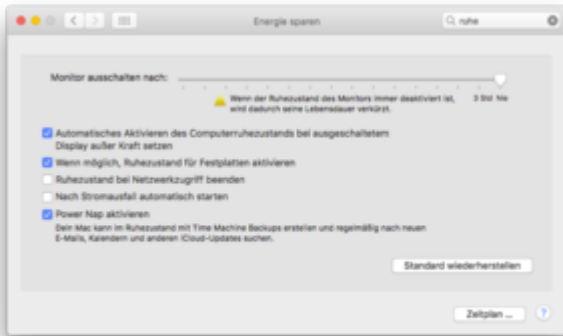 Energie sparen
ruhe
Monitor ausschalten nach:
Wenn der Ruhezustand des Monitors immer deaktiviert ist,
wird dadurch seine Lebensdauer verkürzt.
3 Std Nie
Automatisches Aktivieren des Computerruhezustands bei ausgeschaltetem
Display außer Kraft setzen
Wenn möglich, Ruhezustand für Festplatten aktivieren
Ruhezustand bei Netzwerkzugriff beenden
Nach Stromausfall automatisch starten
Power Nap aktivieren
Dein Mac kann im Ruhezustand mit Time Machine Backups erstellen und regelmäßig nach neuen
E-Mails, Kalendern und anderen iCloud-Updates suchen.
Standard wiederherstellen
Zeitplan ...
?